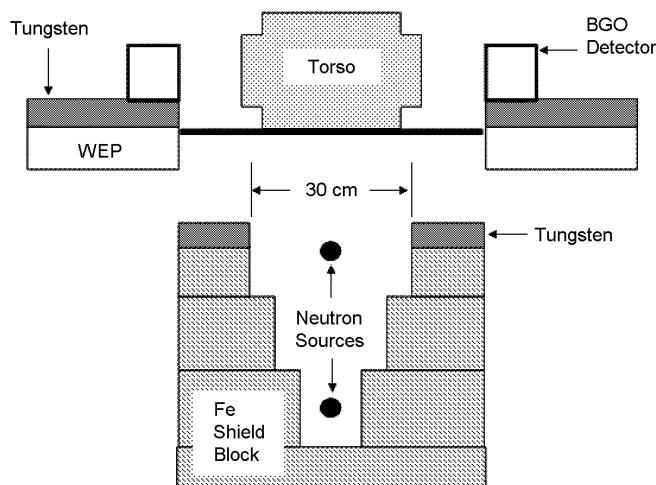 Tungsten
BGO
Detector
Torso
WEP
30 cm
Tungsten
Neutron
Sources
Fe
Shield
Block